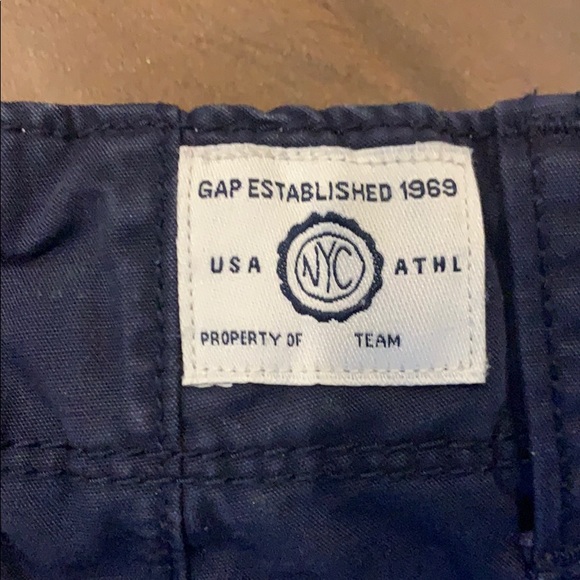 GAP ESTABLISHED 1969
USA NYC ATHL
PROPERTY OF TEAM